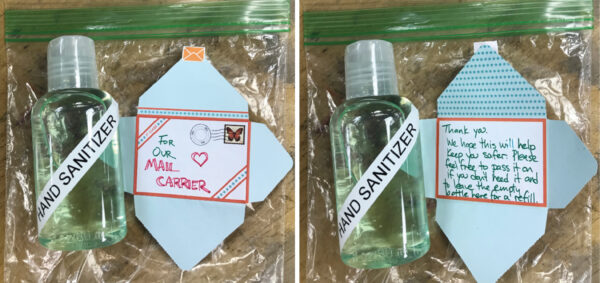 HAND SANITIZER
FOR
OUR
MAIL
CARRIER
HAND SANITIZER
Thank you.
We hope this will help
keep you safer. Please
feel free to pass it on
if you don't need it and
to leave the empty
bottle here for a refill